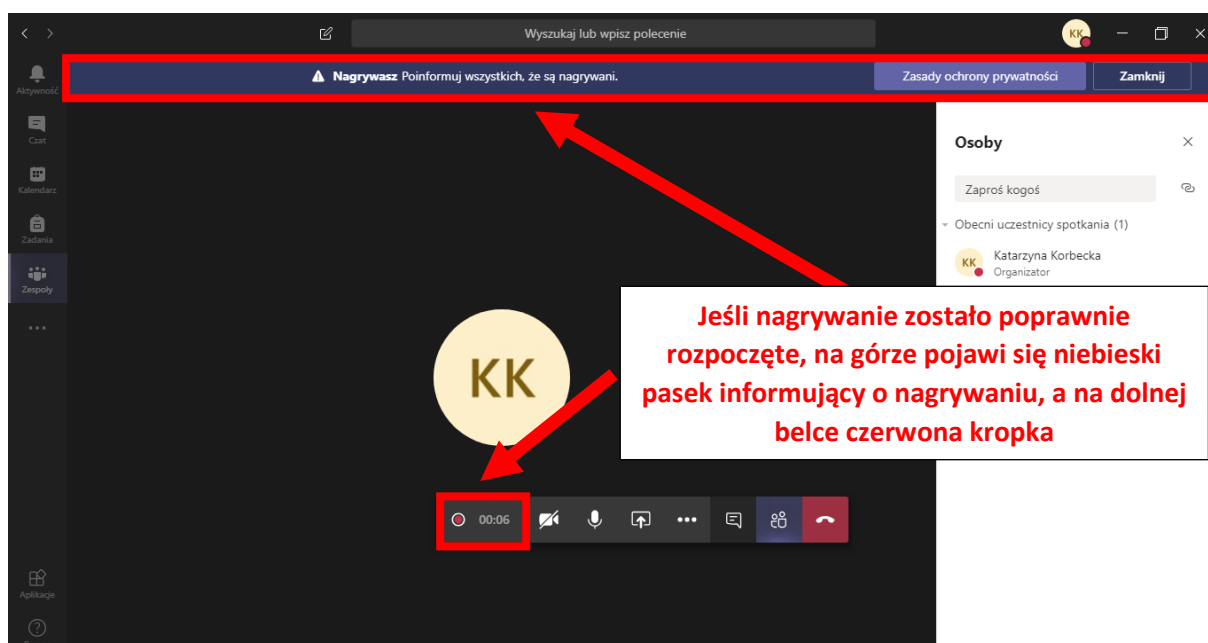 Wyszukaj lub wpisz polecenie
KK
Nagrywasz Poinformuj wszystkich, że są nagrywani.
Zasady ochrony prywatności
Zamknij
Aktywność
Czat
Kalendarz
Zadania
Zespoły
Aplikacje
Osoby
Zaproś kogoś
Obecni uczestnicy spotkania (1)
KK
Katarzyna Korbecka
Organizator
Jeśli nagrywanie zostało poprawnie
rozpoczęte, na górze pojawi się niebieski
pasek informujący o nagrywaniu, a na dolnej
belce czerwona kropka
KK
00:06